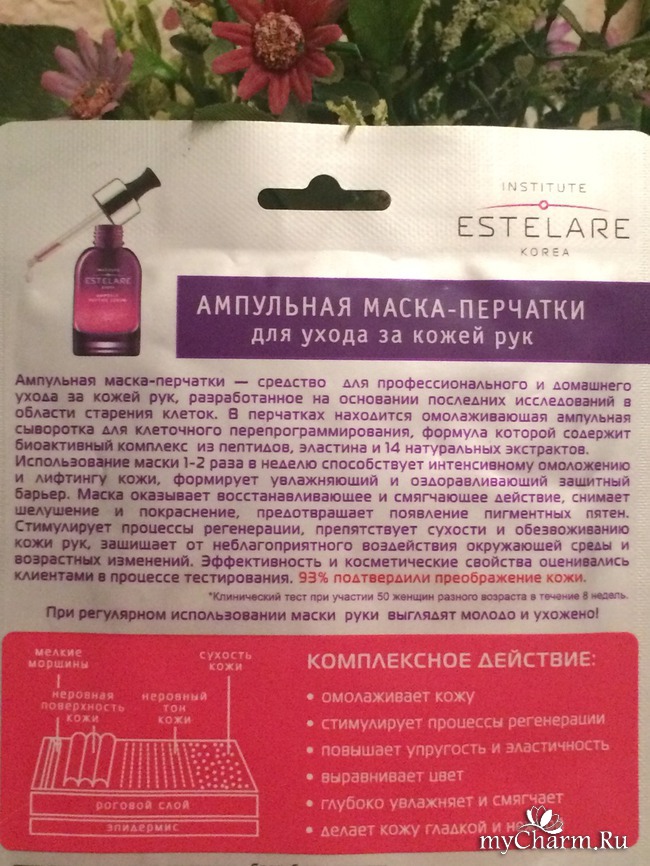 INSTITUTE
ESTELARE
KOREA
INSTITUTE
ESTELARE
АМПУЛЬНАЯ МАСКА-ПЕРЧАТКИ
для ухода за кожей рук
Ампульная маска-перчатки — средство для профессионального и домашнего
ухода за кожей рук, разработанное на основании последних исследований в
области старения клеток. В перчатках находится омолаживающая ампульная
сыворотка для клеточного перепрограммирования, формула которой содержит
биоактивный комплекс из пептидов, эластина и 14 натуральных экстрактов.
Использование маски 1-2 раза в неделю способствует интенсивному омоложению
и лифтингу кожи, формирует увлажняющий и оздоравливающий защитный
барьер. Маска оказывает восстанавливающее и смягчающее действие, снимает
шелушение и покраснение, предотвращает появление пигментных пятен.
Стимулирует процессы регенерации, препятствует сухости и обезвоживанию
кожи рук, защищает от неблагоприятного воздействия окружающей среды и
возрастных изменений. Эффективность и косметические свойства оценивались
клиентами в процессе тестирования. 93% подтвердили преображение кожи.
*Клинический тест при участии 50 женщин разного возраста в течение 8 недель.
При регулярном использовании маски руки выглядят молодо и ухожено!
мелкие
морщины
сухость
кожи
неровная
поверхность
кожи
неровный
тон
кожи
роговой слой
эпидермис
КОМПЛЕКСНОЕ ДЕЙСТВИЕ:
• омолаживает кожу
• стимулирует процессы регенерации
• повышает упругость и эластичность
• выравнивает цвет
• глубоко увлажняет и смягчает
• делает кожу гладкой и
myCharm.Ru